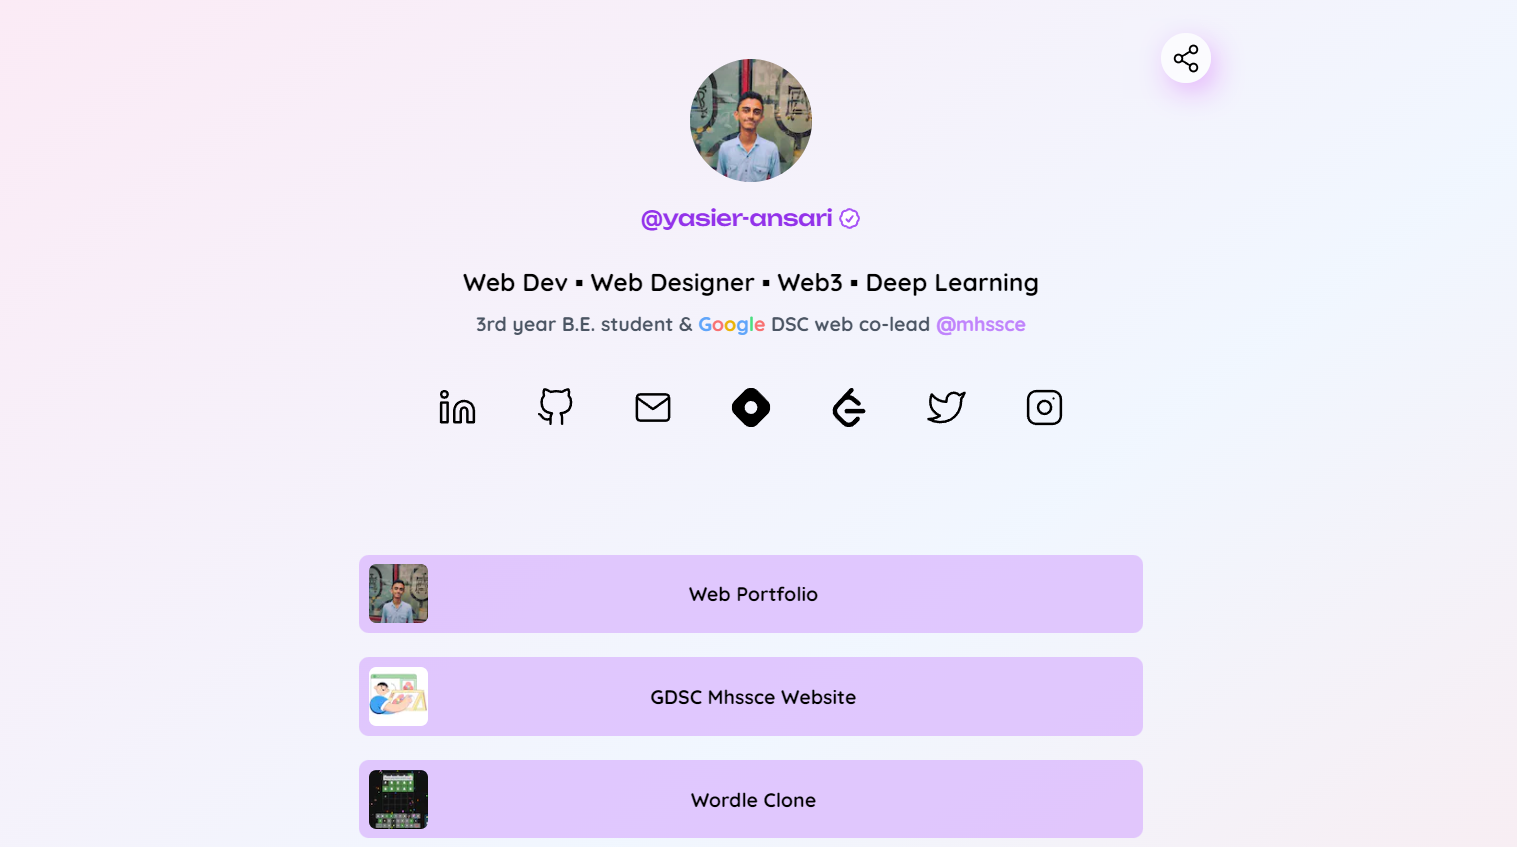 @yasier-ansari
Web Dev ▪ Web Designer ▪ Web3 ▪ Deep Learning
3rd year B.E. student & Google DSC web co-lead @mhssce
Web Portfolio
GDSC Mhssce Website
Wordle Clone